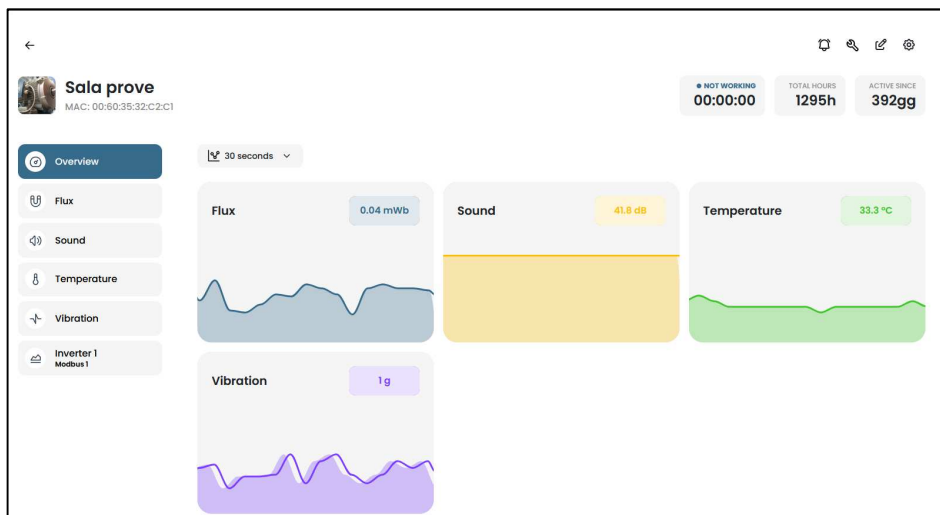 Sala prove
MAC: 00:60:35:32:C2:C1
NOT WORKING
00:00:00
TOTAL HOURS
1295h
ACTIVE SINCE
392gg
Overview
Flux
Sound
Temperature
Vibration
Inverter 1
Modbus 1
30 seconds
Flux
0.04 mWb
Sound
41.8 dB
Temperature
33.3 °C
Vibration
1 g